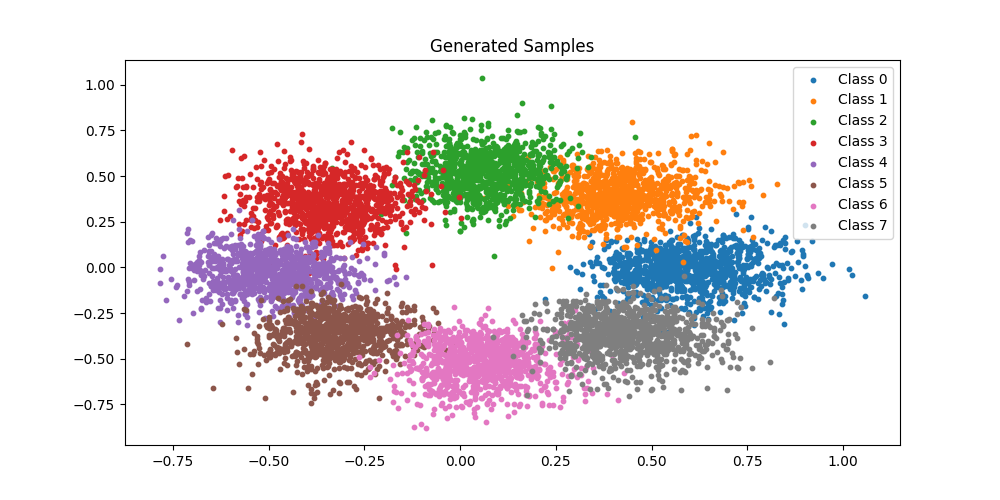 Generated Samples
1.00
0.75
0.50
0.25
0.00
−0.25
−0.50
−0.75
Class 0
Class 1
Class 2
Class 3
Class 4
Class 5
Class 6
Class 7
−0.75 −0.50 −0.25 0.00 0.25 0.50 0.75 1.00